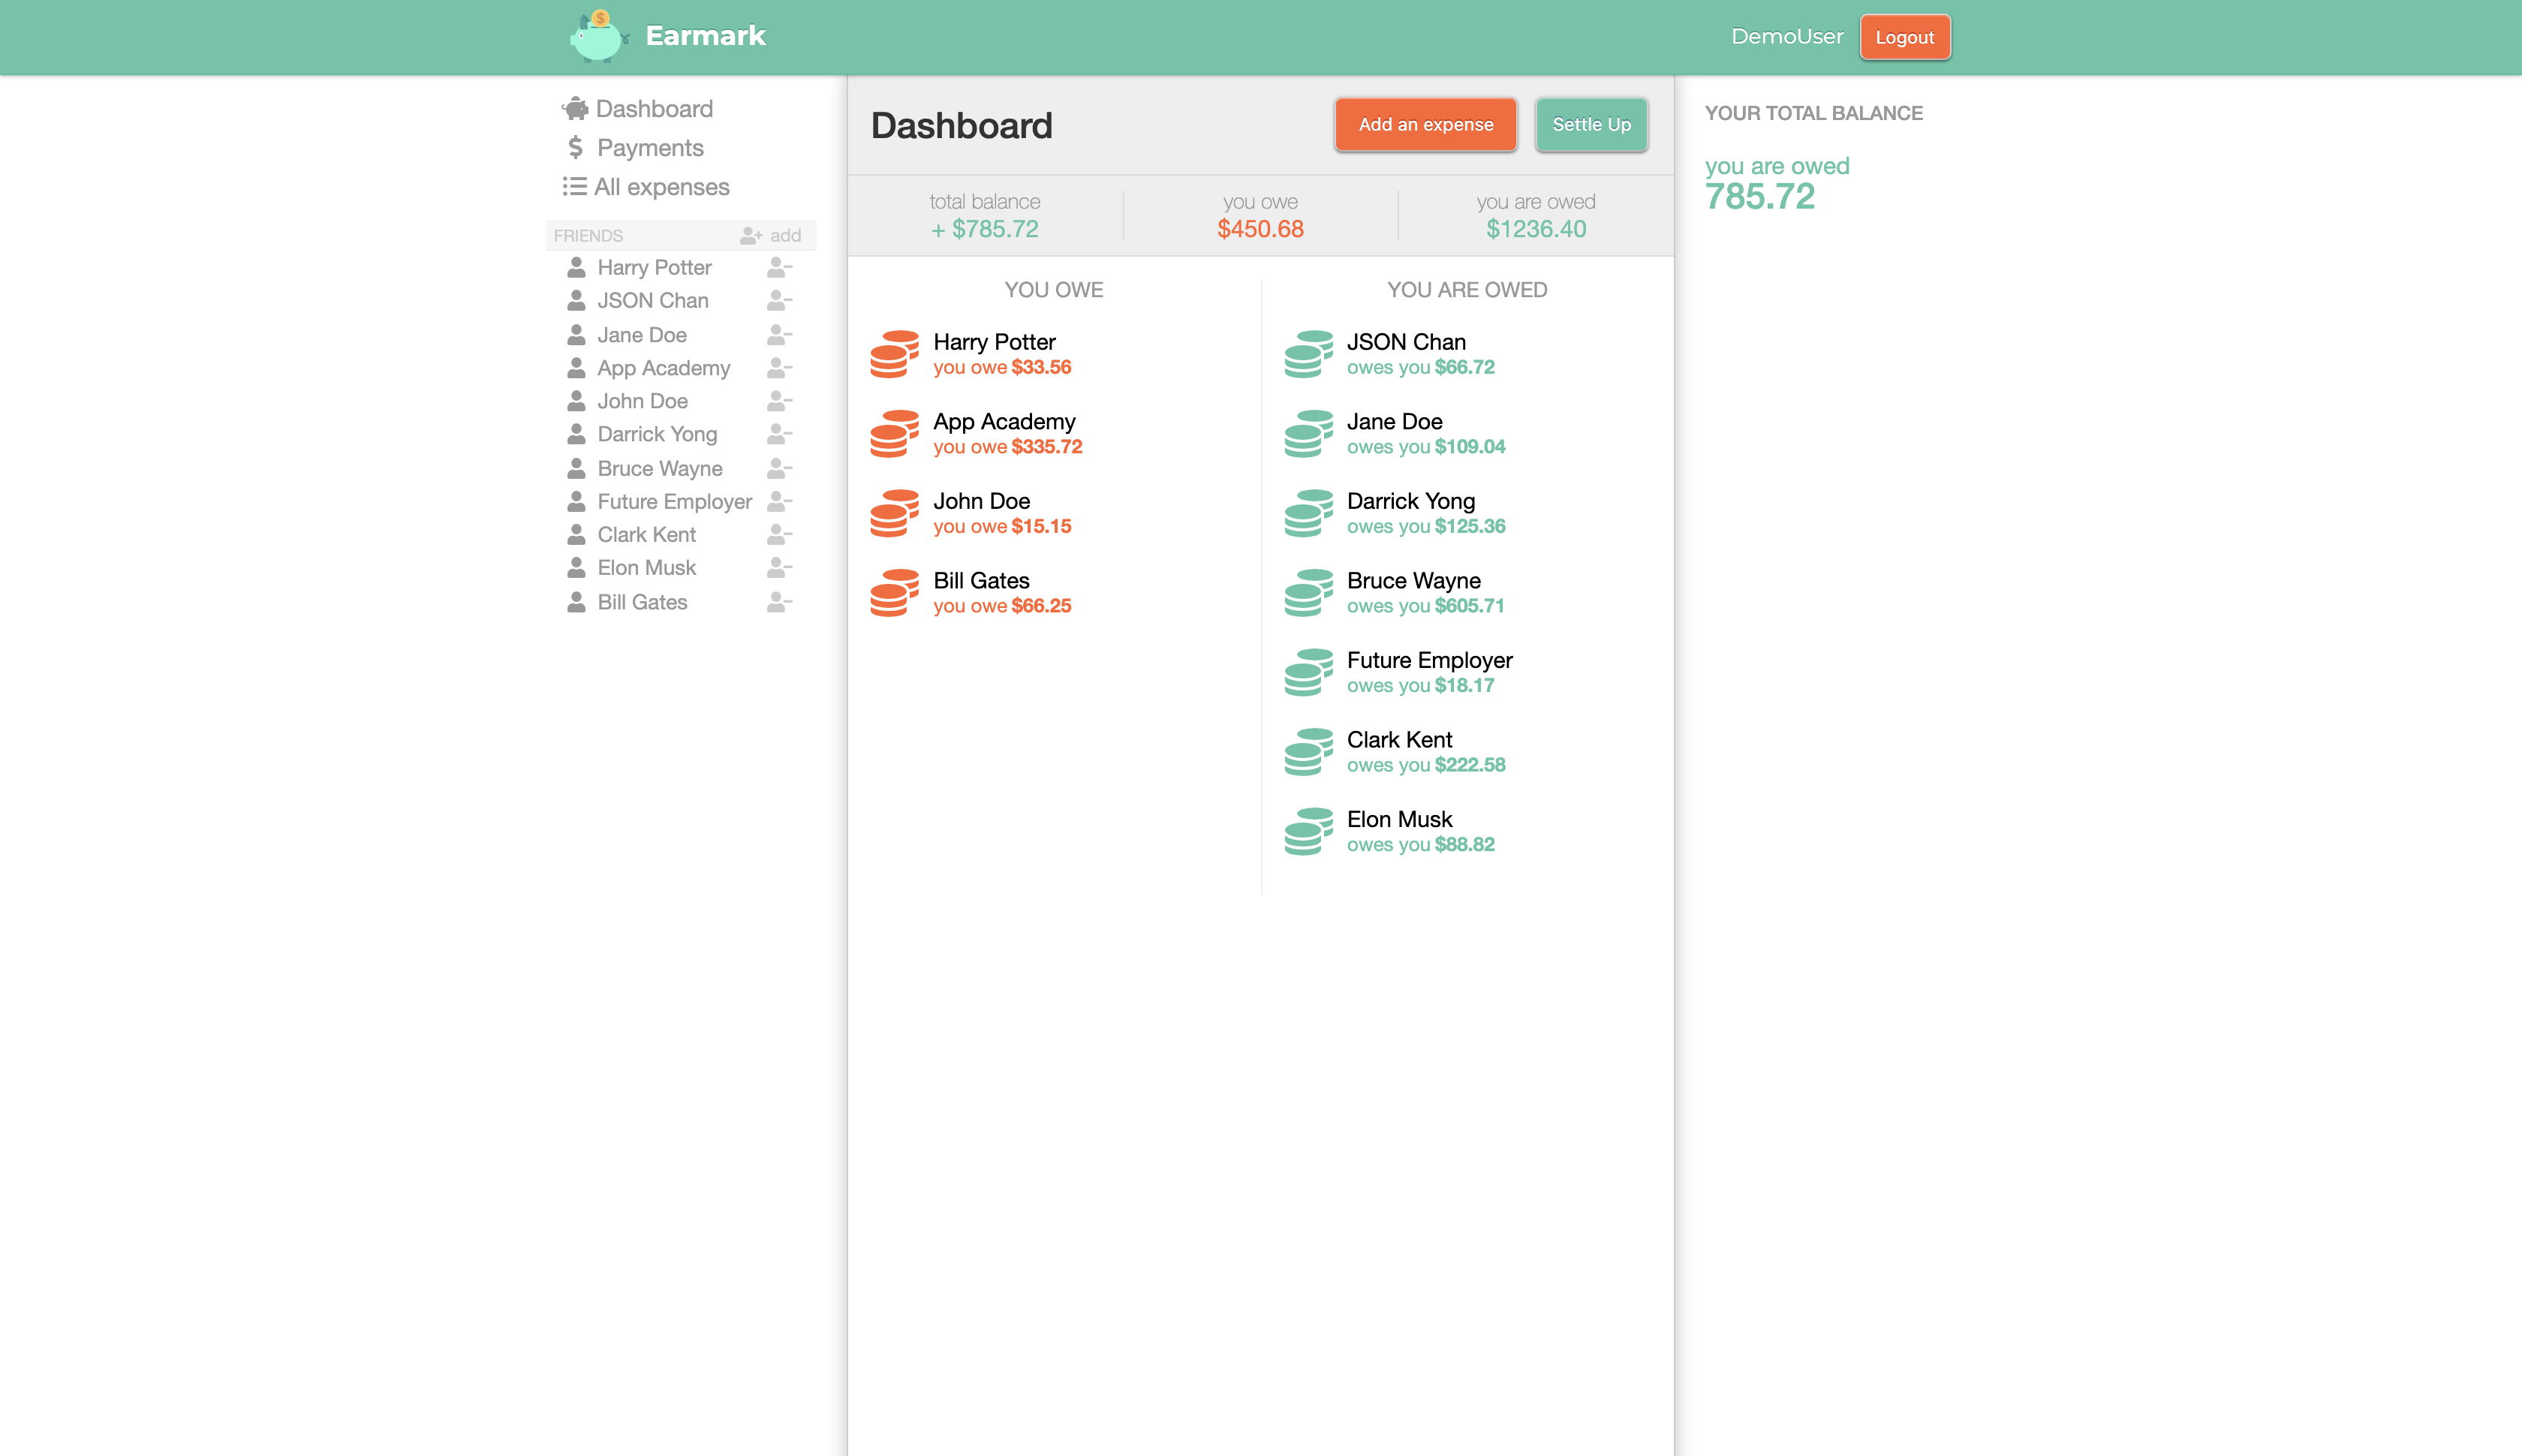 $
Earmark
DemoUser
Logout
Dashboard
Payments
All expenses
FRIENDS
add
Harry Potter
JSON Chan
Jane Doe
App Academy
John Doe
Darrick Yong
Bruce Wayne
Future Employer
Clark Kent
Elon Musk
Bill Gates
Dashboard
Add an expense
Settle Up
total balance
+ $785.72
you owe
$450.68
you are owed
$1236.40
YOU OWE
Harry Potter
you owe $33.56
App Academy
you owe $335.72
John Doe
you owe $15.15
Bill Gates
you owe $66.25
YOU ARE OWED
JSON Chan
owes you $66.72
Jane Doe
owes you $109.04
Darrick Yong
owes you $125.36
Bruce Wayne
owes you $605.71
Future Employer
owes you $18.17
Clark Kent
owes you $222.58
Elon Musk
owes you $88.82
YOUR TOTAL BALANCE
you are owed
785.72